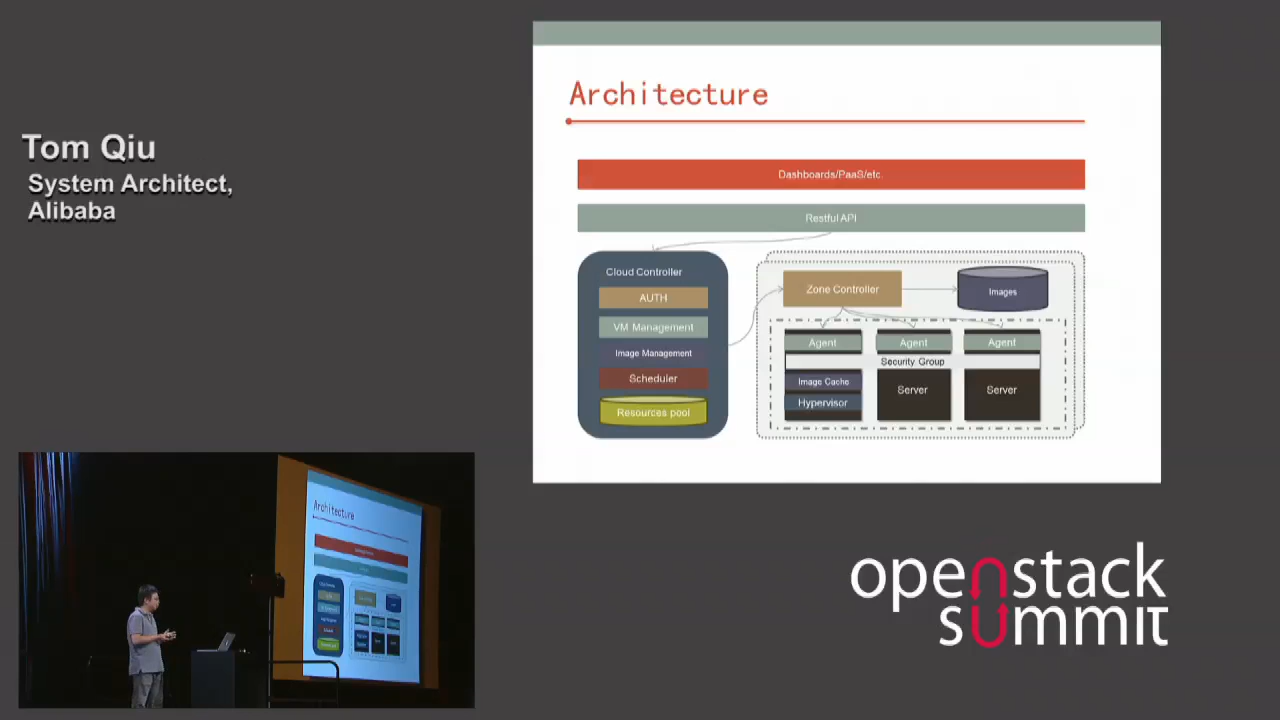 Tom Qiu
System Architect,
Alibaba
Architecture
Dashboards/PaaS/etc.
Restful API
Cloud Controller
AUTH
VM Management
Image Management
Scheduler
Resources pool
Zone Controller
Images
Agent
Agent
Agent
Security Group
Image Cache
Hypervisor
Server
Server
Architecture
openstack
summit